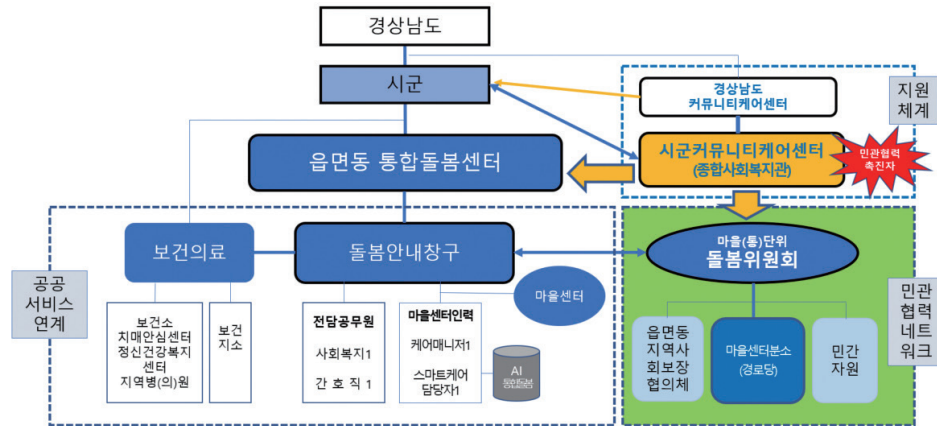 경상남도
시군
경상남도
커뮤니티케어센터
지원
체계
시군커뮤니티케어센터
(종합사회복지관)
민관협력
촉진자
읍면동 통합돌봄센터
공공
서비스
연계
보건의료
돌봄안내창구
마을(통)단위
돌봄위원회
마을센터
민관
협력
네트
워크
보건소
치매안심센터
정신건강복지
센터
지역병(의)원
보건
지소
전담공무원
사회복지1
간 호 직 1
마을센터인력
케어매니저1
스마트케어
담당자1
AI
통합돌봄
읍면동
지역사
회보장
협의체
마을센터분소
(경로당)
민간
자원